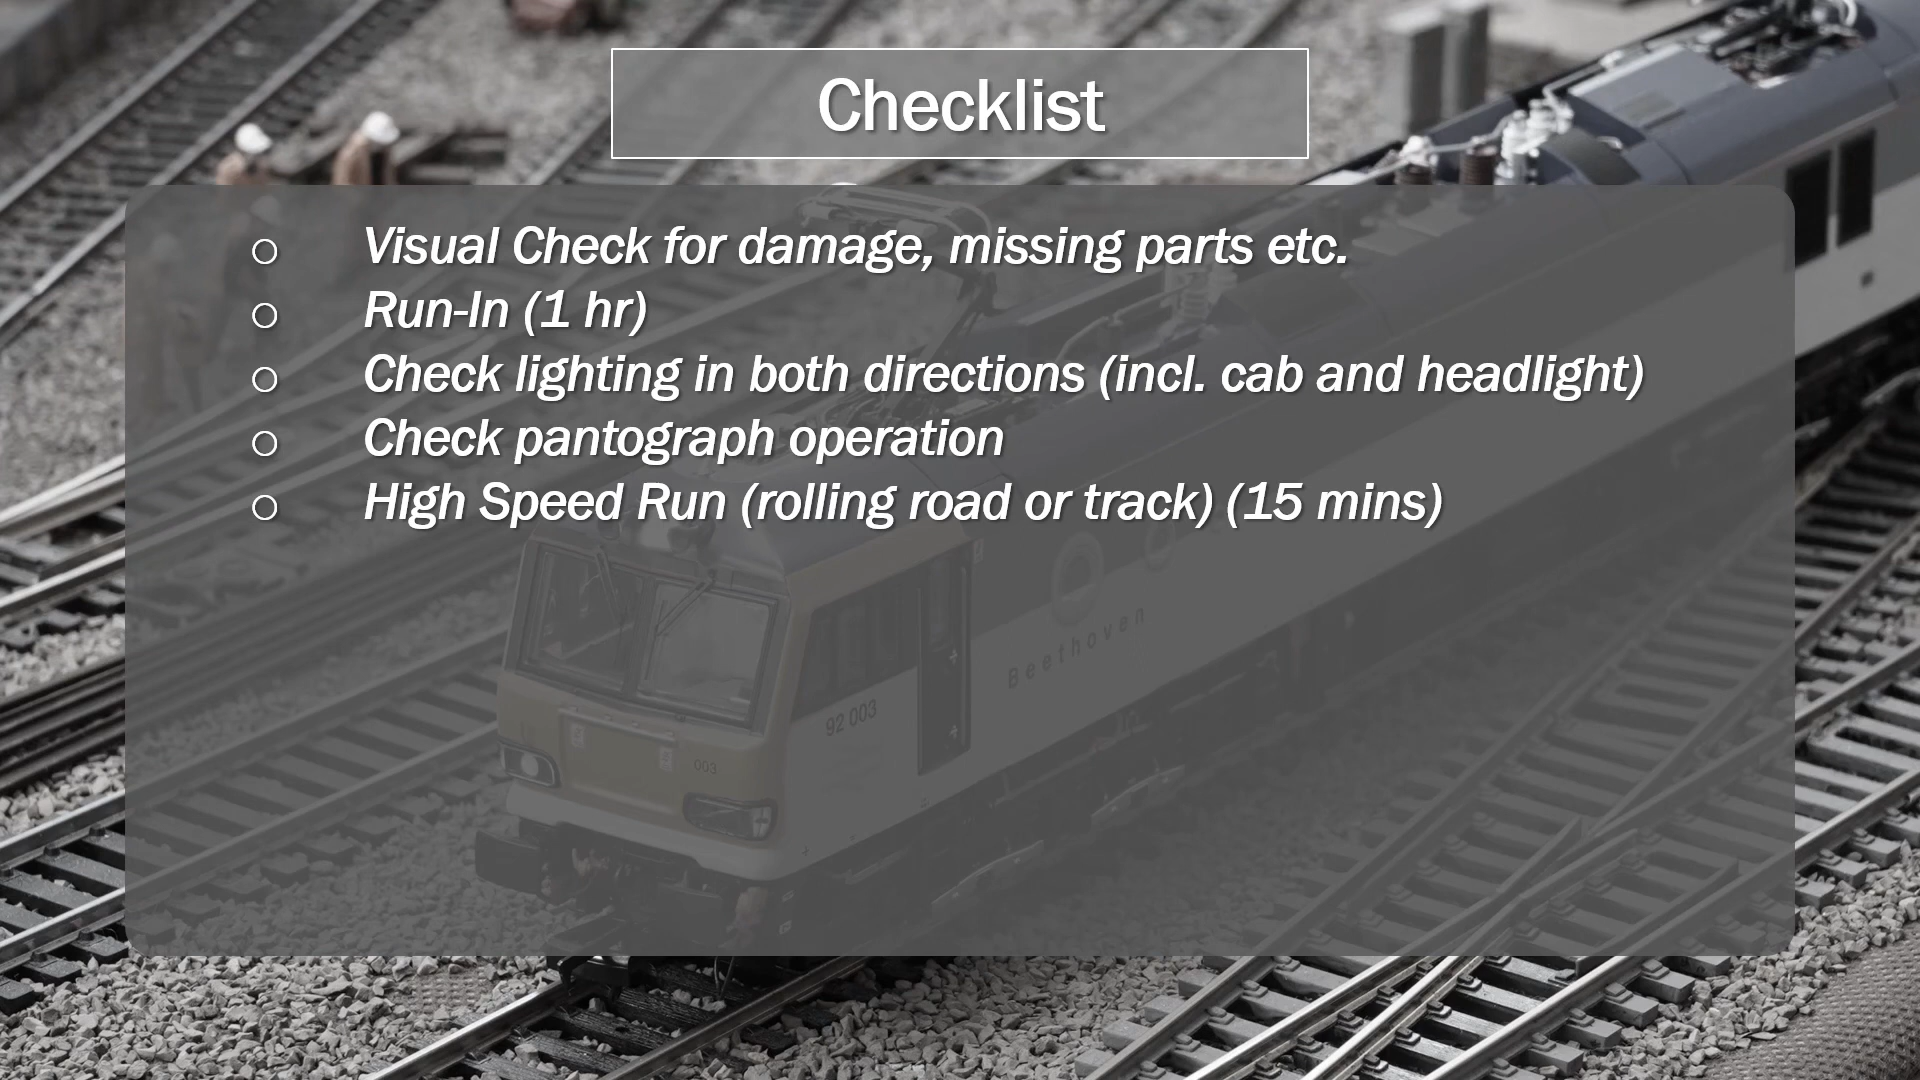 Checklist
Visual Check for damage, missing parts etc.
Run-In (1 hr)
Check lighting in both directions (incl. cab and headlight)
Check pantograph operation
High Speed Run (rolling road or track) (15 mins)
Beethoven
92 003
003